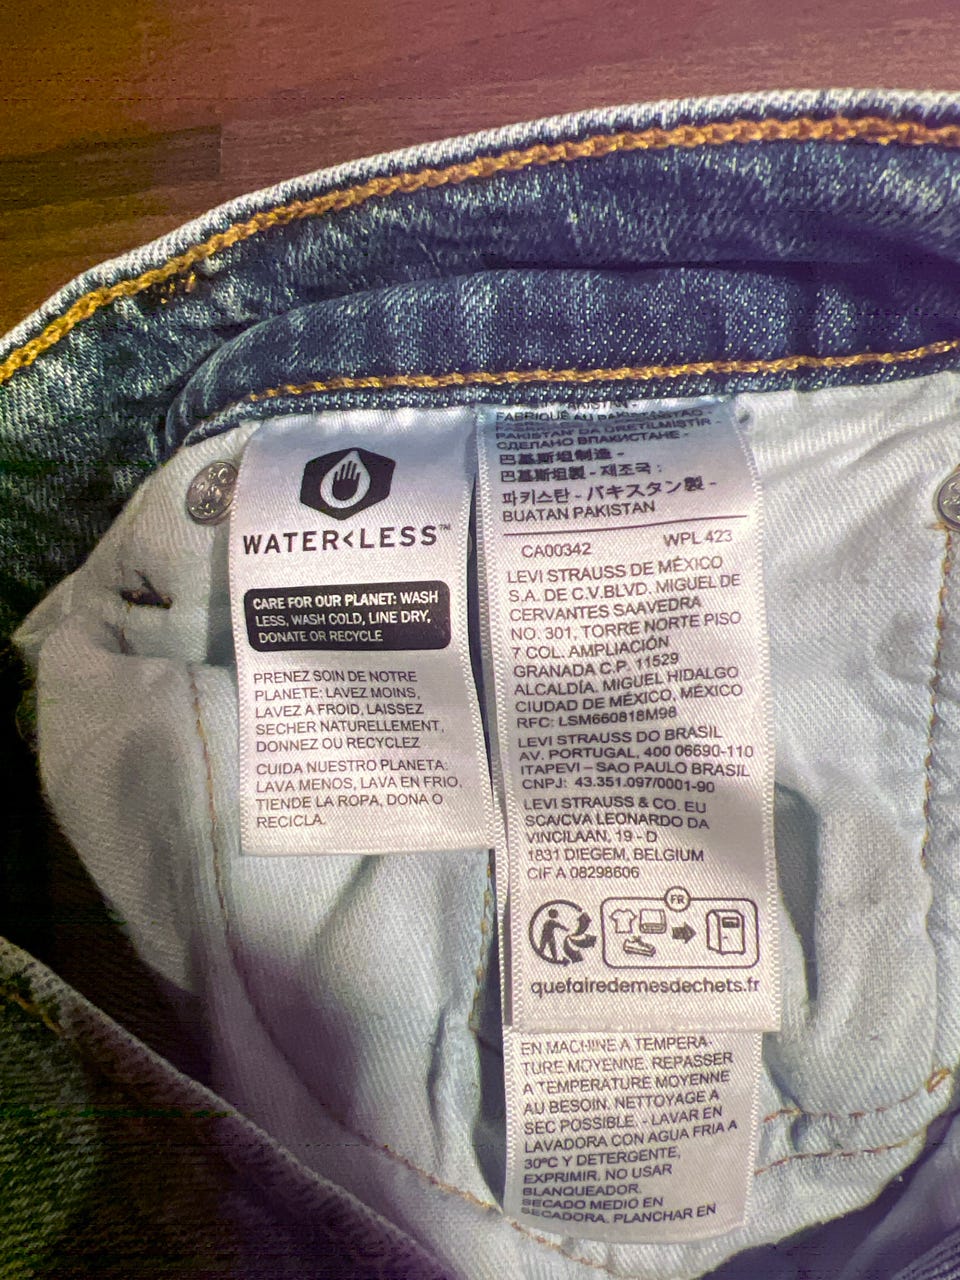 WATER<LESS™
CARE FOR OUR PLANET: WASH
LESS, WASH COLD, LINE DRY,
DONATE OR RECYCLE
PRENEZ SOIN DE NOTRE
PLANETE: LAVEZ MOINS,
LAVEZ A FROID, LAISSEZ
SECHER NATURELLEMENT,
DONNEZ OU RECYCLEZ
CUIDA NUESTRO PLANETA:
LAVA MENOS, LAVA EN FRIO,
TIENDE LA ROPA, DONA O
RECICLA.
FABRIQUÉ AU PAKISTAN
PAKISTAN' DA ÜRETİLMİŞTİR -
СДЕЛАНО В ПАКИСТАНЕ -
巴基斯坦制造 -
巴基斯坦製 - 제조국 :
파키스탄 - パキスタン製 -
BUATAN PAKISTAN
CA00342 WPL 423
LEVI STRAUSS DE MÉXICO
S.A. DE C.V.BLVD. MIGUEL DE
CERVANTES SAAVEDRA
NO. 301, TORRE NORTE PISO
7 COL. AMPLIACIÓN
GRANADA C.P. 11529
ALCALDÍA. MIGUEL HIDALGO
CIUDAD DE MÉXICO, MÉXICO
RFC: LSM660818M98
LEVI STRAUSS DO BRASIL
AV. PORTUGAL, 400 06690-110
ITAPEVI – SAO PAULO BRASIL
CNPJ: 43.351.097/0001-90
LEVI STRAUSS & CO. EU
SCA/CVA LEONARDO DA
VINCILAAN, 19 - D
1831 DIEGEM, BELGIUM
CIF A 08298606
FR
quefairedemesdechets.fr
EN MACHINE A TEMPERA-
TURE MOYENNE. REPASSER
A TEMPERATURE MOYENNE
AU BESOIN. NETTOYAGE A
SEC POSSIBLE. - LAVAR EN
LAVADORA CON AGUA FRIA A
30ºC Y DETERGENTE,
EXPRIMIR. NO USAR
BLANQUEADOR.
SECADO MEDIO EN
SECADORA. PLANCHAR EN